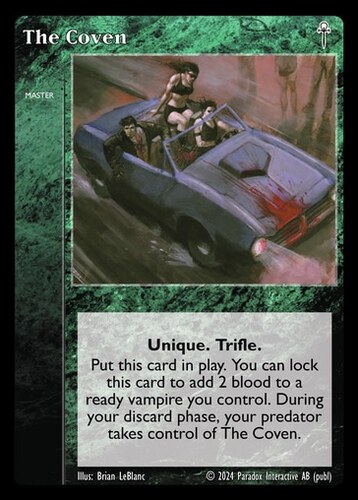 The Coven
MASTER
Unique. Trifle.
Put this card in play. You can lock
this card to add 2 blood to a
ready vampire you control. During
your discard phase, your predator
takes control of The Coven.
Illus: Brian LeBlanc
© 2024 Paradox Interactive AB (publ)